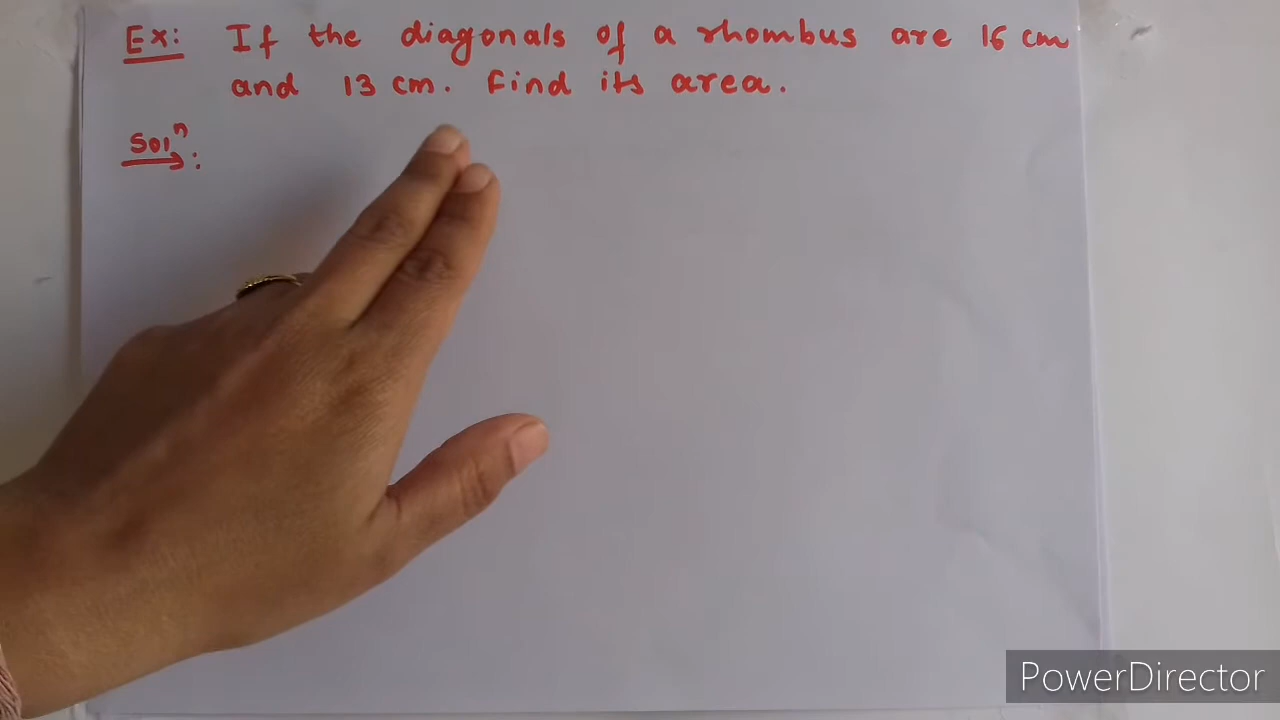 Ex: If the diagonals of a rhombus are 16 cm
and 13 cm. Find its area.
Solⁿ:
PowerDirector